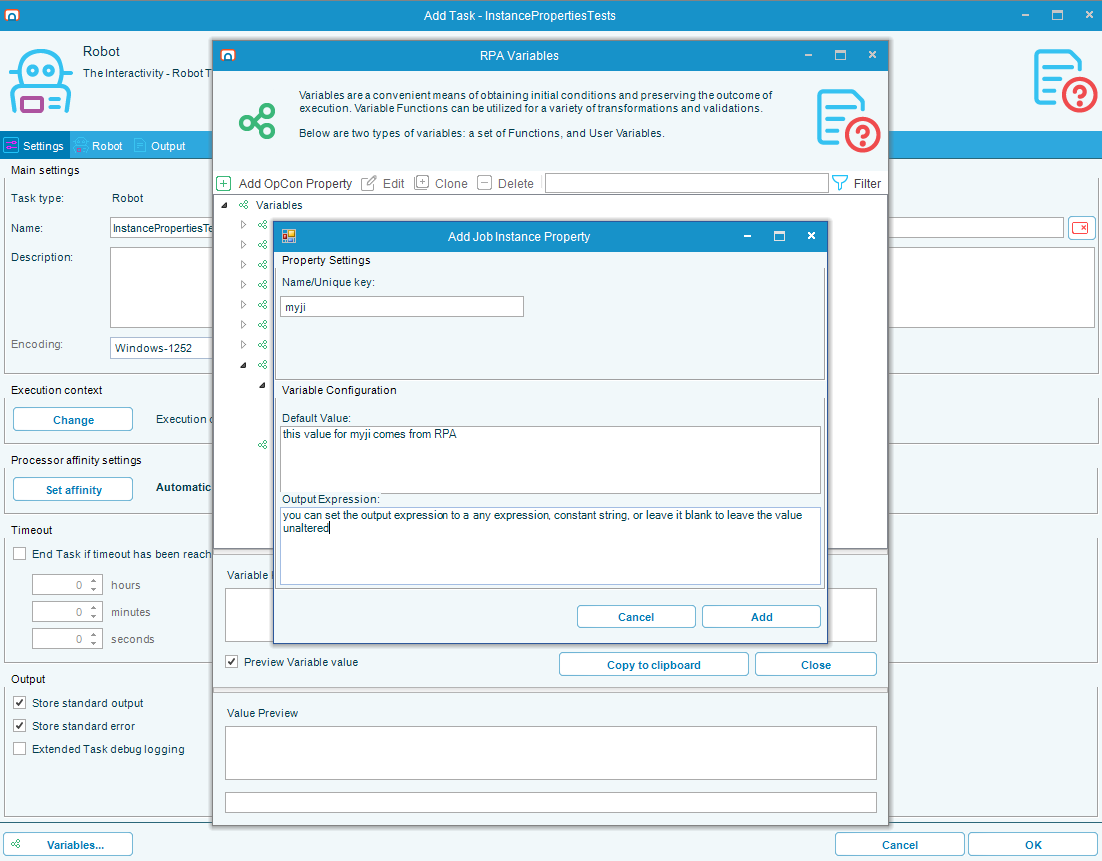 Add Task - InstancePropertiesTests
Robot
The Interactivity - Robot T
Settings
Robot
Output
Main settings
Task type:
Robot
Name:
InstancePropertiesTe
Description:
Encoding:
Windows-1252
Execution context
Change
Execution
Processor affinity settings
Set affinity
Automatic
Timeout
End Task if timeout has been reach
0
hours
0
minutes
0
seconds
Output
Store standard output
Store standard error
Extended Task debug logging
Variables...
Cancel
OK
RPA Variables
Variables are a convenient means of obtaining initial conditions and preserving the outcome of
execution. Variable Functions can be utilized for a variety of transformations and validations.
Below are two types of variables: a set of Functions, and User Variables.
Add OpCon Property
Edit
Clone
Delete
Filter
Variables
Variable
Preview Variable value
Copy to clipboard
Close
Value Preview
Add Job Instance Property
Property Settings
Name/Unique key:
myji
Variable Configuration
Default Value:
this value for myji comes from RPA
Output Expression:
you can set the output expression to a any expression, constant string, or leave it blank to leave the value
unaltered
Cancel
Add